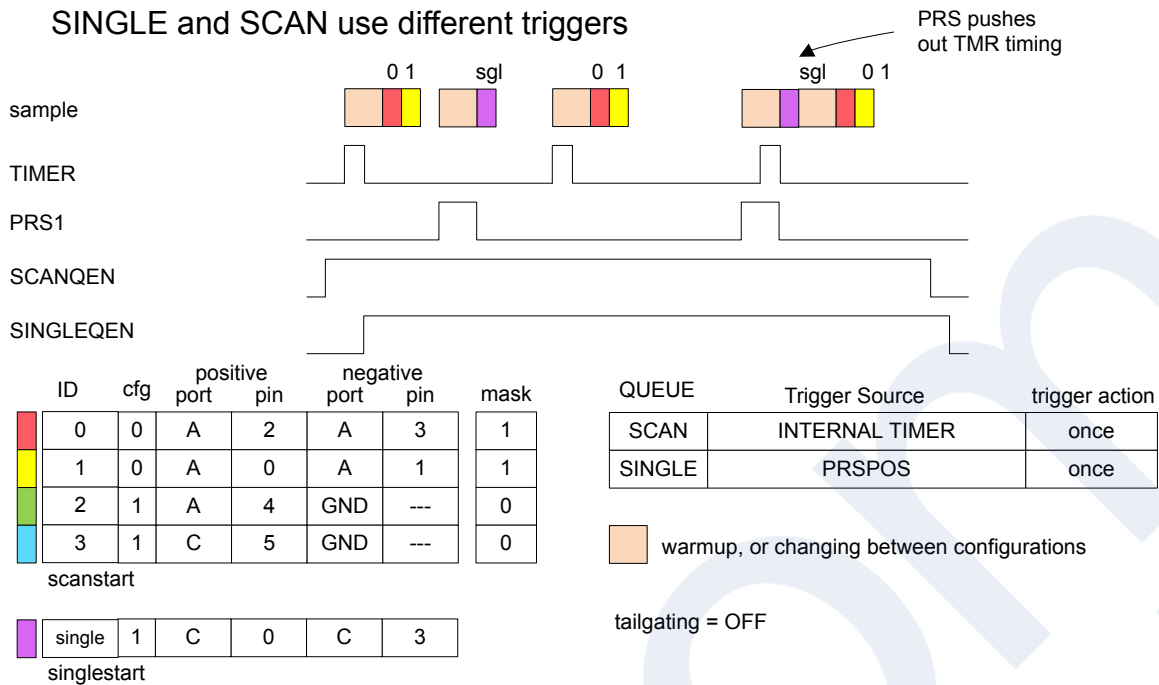 SINGLE and SCAN use different triggers
PRS pushes
out TMR timing
0 1 sgl 0 1 sgl 0 1
sample
TIMER
PRS1
SCANQEN
SINGLEQEN
positive negative
ID cfg port pin port pin mask
0 0 A 2 A 3 1
1 0 A 0 A 1 1
2 1 A 4 GND --- 0
3 1 C 5 GND --- 0
scanstart
single 1 C 0 C 3
singlestart
QUEUE Trigger Source trigger action
SCAN INTERNAL TIMER once
SINGLE PRSPOS once
warmup, or changing between configurations
tailgating = OFF